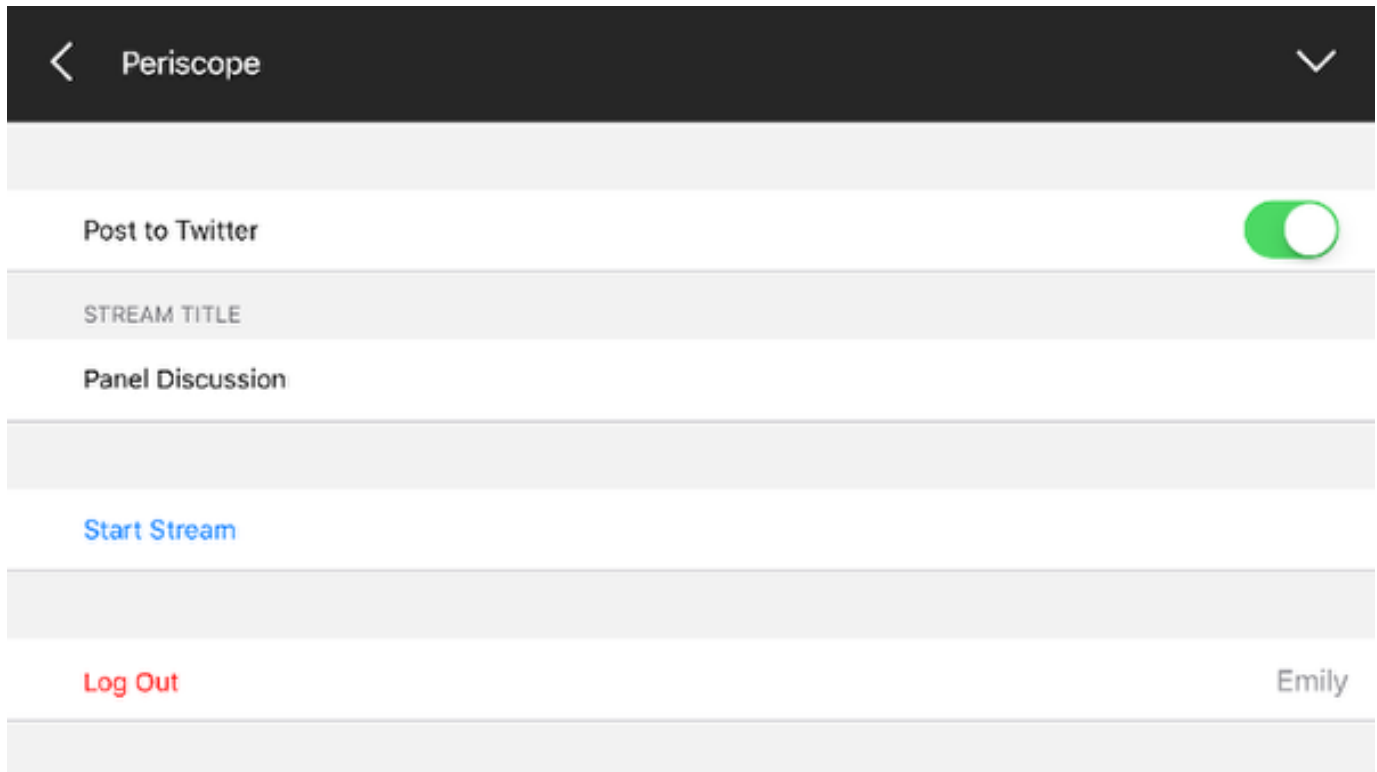 Periscope
Post to Twitter
STREAM TITLE
Panel Discussion
Start Stream
Log Out Emily